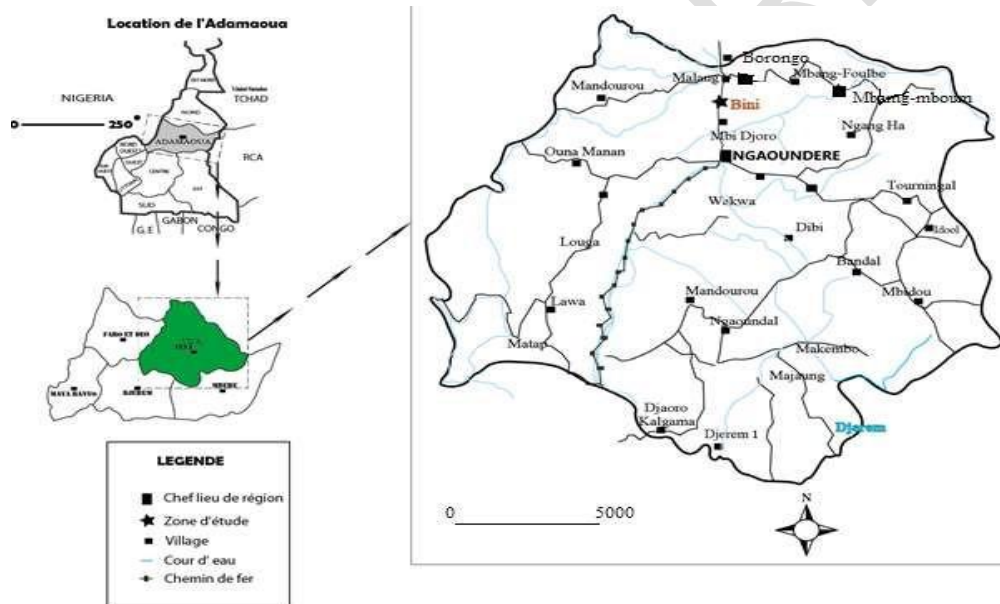 Location de l'Adamaoua
NIGERIA
TCHAD
NORD
250
ADAMAOUA
RCA
CENTRE
EST
SUD
GABON
G.E
CONGO
FARO ET DEO
MAYO BANYO
DJEREM
MBERE
LEGENDE
Chef lieu de région
Zone d'étude
Village
Cour d' eau
Chemin de fer
Borongo
Malang
Mbang-Foulbe
Mandourou
Mbang-mboum
Bini
Mbi Djoro
Ngang Ha
Ouna Manan
NGAOUNDERE
Tourningal
Wakwa
Idool
Dibi
Louga
Bandal
Mandourou
Mbidou
Lawa
Ngaoundal
Matap
Makembo
Majaung
Djaoro
Kalgama
Djerem
Djerem 1
N
0 5000